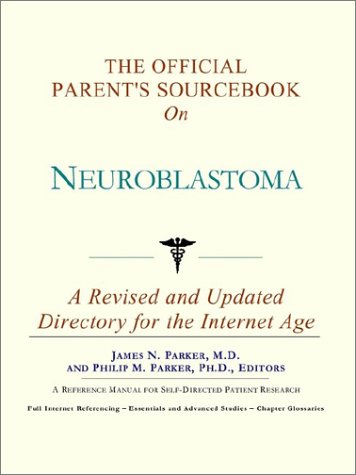 THE OFFICIAL
PARENT'S SOURCEBOOK
On
NEUROBLASTOMA
A Revised and Updated
Directory for the Internet Age
JAMES N. PARKER, M.D.
AND PHILIP M. PARKER, PH.D., EDITORS
A REFERENCE MANUAL FOR SELF-DIRECTED PATIENT RESEARCH
Full Internet Referencing – Essentials and Advanced Studies – Chapter Glossaries